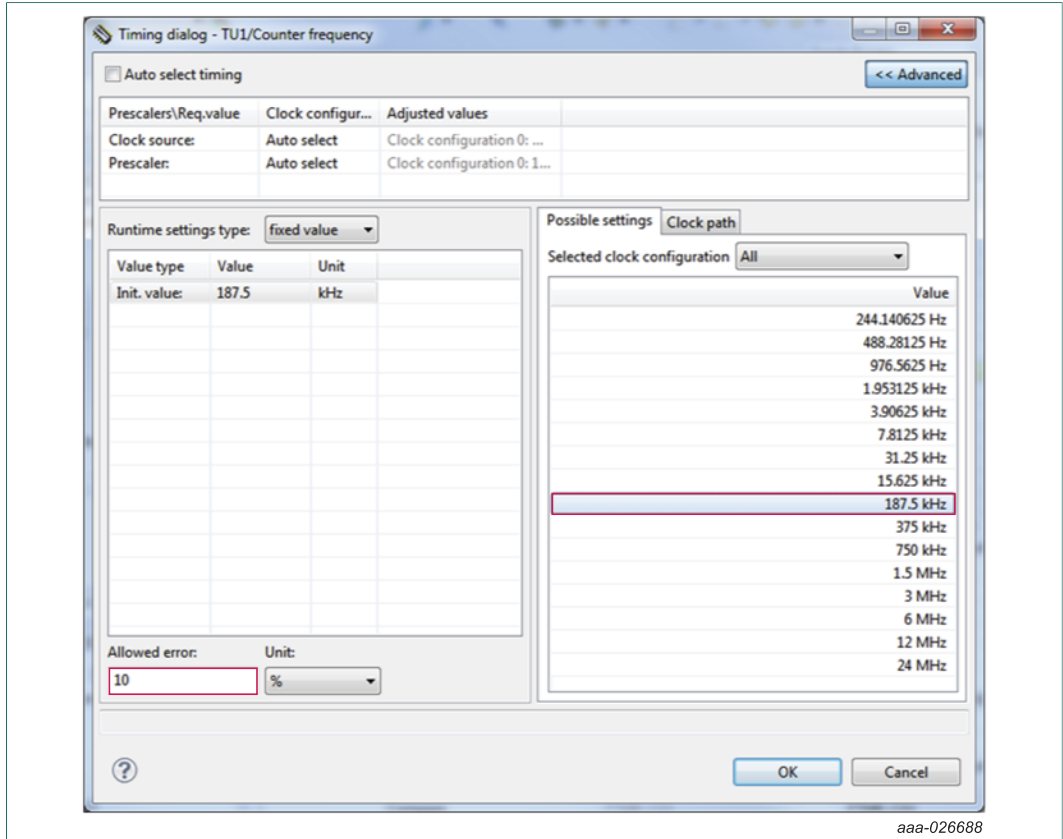 Timing dialog - TU1/Counter frequency
Auto select timing
<< Advanced
Prescalers\Req.value Clock configur... Adjusted values
Clock source: Auto select Clock configuration 0: ...
Prescaler: Auto select Clock configuration 0: 1...
Runtime settings type: fixed value
Value type Value Unit
Init. value: 187.5 kHz
Allowed error: Unit:
10 %
Possible settings Clock path
Selected clock configuration All
Value
244.140625 Hz
488.28125 Hz
976.5625 Hz
1.953125 kHz
3.90625 kHz
7.8125 kHz
31.25 kHz
15.625 kHz
187.5 kHz
375 kHz
750 kHz
1.5 MHz
3 MHz
6 MHz
12 MHz
24 MHz
?
OK Cancel
aaa-026688